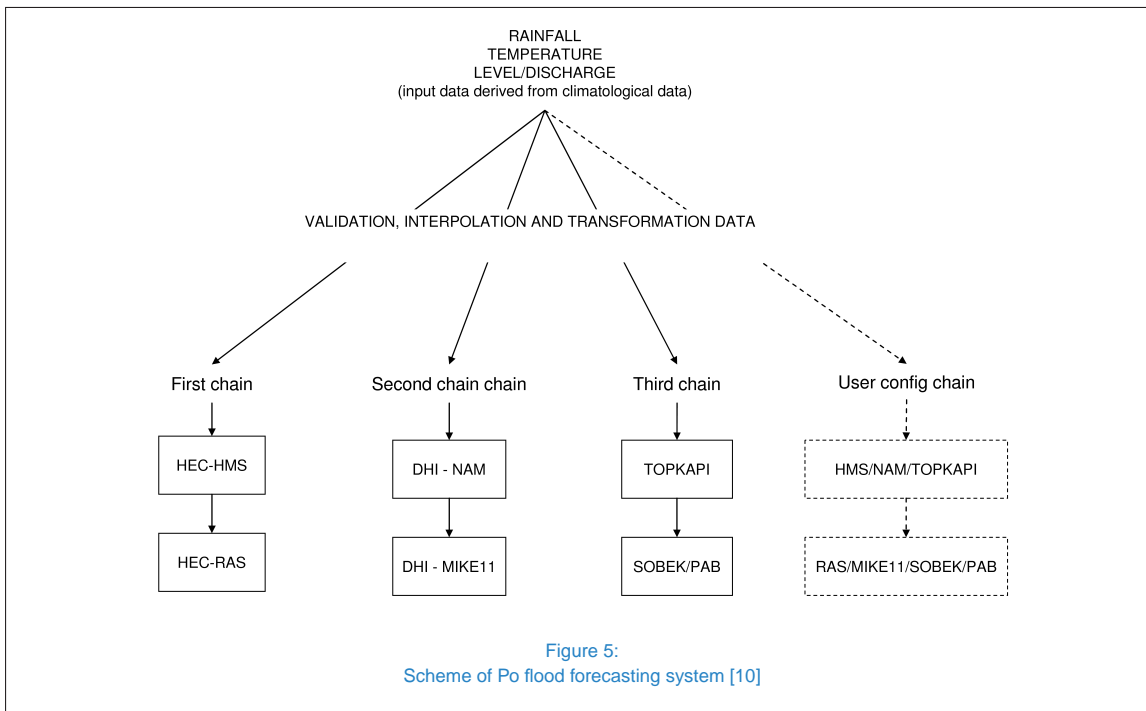 RAINFALL
TEMPERATURE
LEVEL/DISCHARGE
(input data derived from climatological data)
VALIDATION, INTERPOLATION AND TRANSFORMATION DATA
First chain
Second chain chain
Third chain
User config chain
HEC-HMS
DHI - NAM
TOPKAPI
HMS/NAM/TOPKAPI
HEC-RAS
DHI - MIKE11
SOBEK/PAB
RAS/MIKE11/SOBEK/PAB
Figure 5:
Scheme of Po flood forecasting system [10]